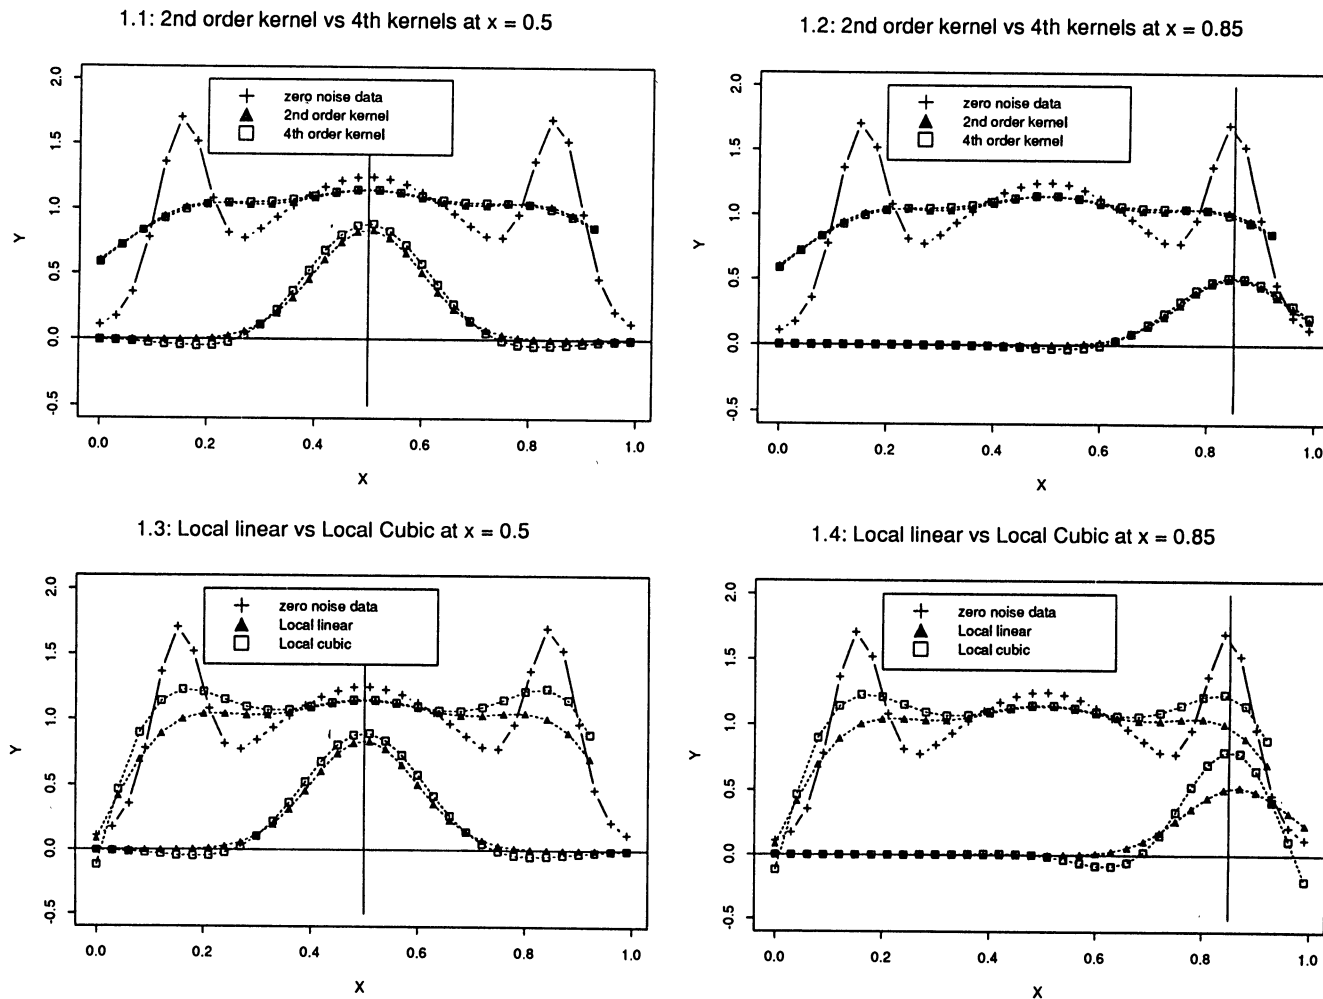 1.1: 2nd order kernel vs 4th kernels at x = 0.5
2.0
1.5
1.0
0.5
0.0
-0.5
Y
zero noise data
2nd order kernel
4th order kernel
0.0 0.2 0.4 0.6 0.8 1.0
X
1.2: 2nd order kernel vs 4th kernels at x = 0.85
2.0
1.5
1.0
0.5
0.0
-0.5
Y
zero noise data
2nd order kernel
4th order kernel
0.0 0.2 0.4 0.6 0.8 1.0
X
1.3: Local linear vs Local Cubic at x = 0.5
2.0
1.5
1.0
0.5
0.0
-0.5
Y
zero noise data
Local linear
Local cubic
0.0 0.2 0.4 0.6 0.8 1.0
X
1.4: Local linear vs Local Cubic at x = 0.85
2.0
1.5
1.0
0.5
0.0
-0.5
Y
zero noise data
Local linear
Local cubic
0.0 0.2 0.4 0.6 0.8 1.0
X